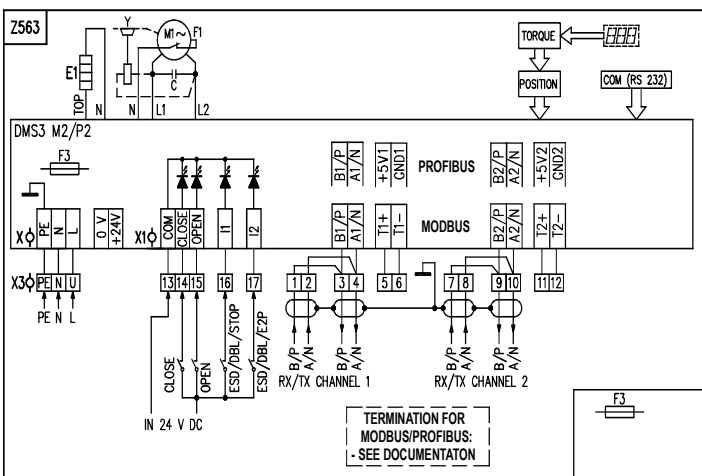 Z563
Y
M1~
F1
E1
C
TOP
N
N
L1
L2
TORQUE
POSITION
COM (RS 232)
DMS3 M2/P2
F3
PE
N
L
0 V
+24V
COM
CLOSE
OPEN
I1
I2
B1/P
A1/N
+5V1
GND1
PROFIBUS
B2/P
A2/N
+5V2
GND2
B1/P
A1/N
T1+
T1-
MODBUS
B2/P
A2/N
T2+
T2-
X
X1
X3
PE N U
13 14 15 16 17
1 2 3 4 5 6
7 8 9 10 11 12
PE N L
CLOSE
OPEN
ESD/DBL/STOP
ESD/DBL/E2P
B/P
A/N
B/P
A/N
B/P
A/N
B/P
A/N
RX/TX CHANNEL 1
RX/TX CHANNEL 2
IN 24 V DC
TERMINATION FOR
MODBUS/PROFIBUS:
- SEE DOCUMENTATON
F3